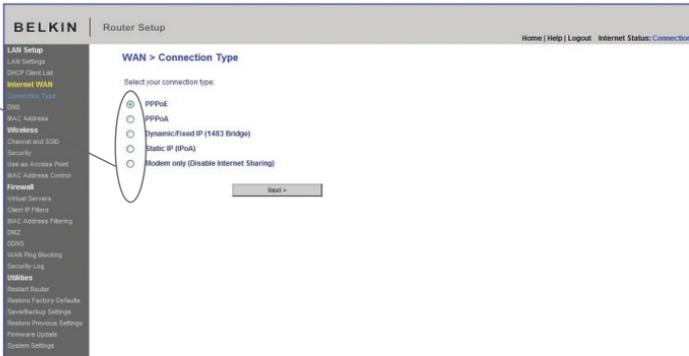 BELKIN Router Setup
Home | Help | Logout Internet Status: Connection
LAN Setup
LAN Settings
DHCP Client List
Internet WAN
Connection Type
DNS
MAC Address
Wireless
Channel and SSID
Security
Use as Access Point
MAC Address Control
Firewall
Virtual Servers
Client IP Filters
MAC Address Filtering
DMZ
DDNS
WAN Ping Blocking
Security Log
Utilities
Restart Router
Restore Factory Defaults
Save/Backup Settings
Restore Previous Settings
Firmware Update
System Settings
WAN > Connection Type
Select your connection type:
PPPoE
PPPoA
Dynamic/Fixed IP (1483 Bridge)
Static IP (IPoA)
Modem only (Disable Internet Sharing)
Next >